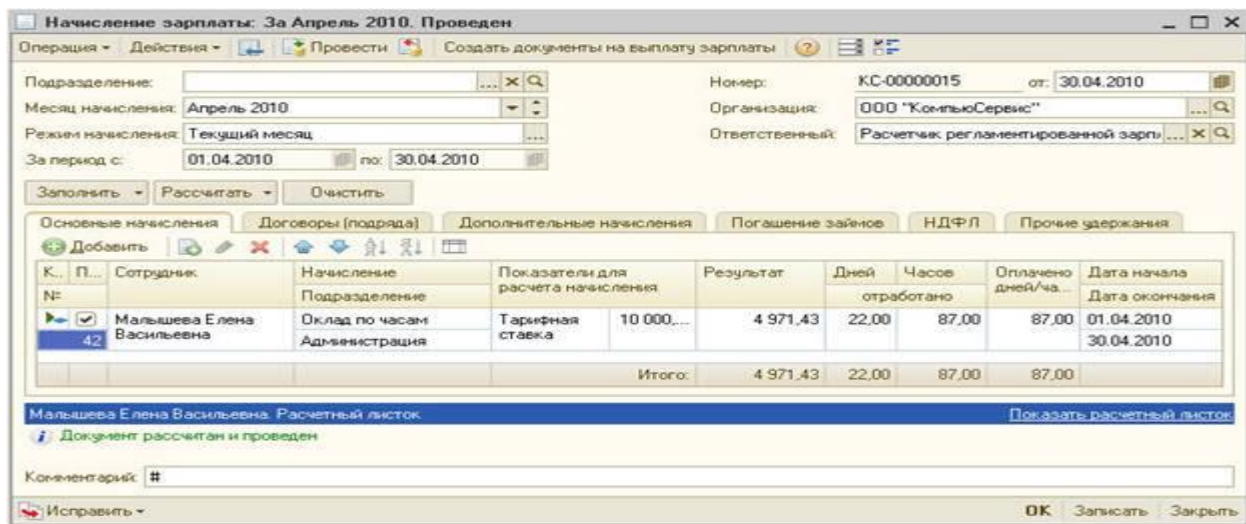 Начисление зарплаты: За Апрель 2010. Проведен
Операция Действия Провести Создать документы на выплату зарплаты
Подразделение: Номер: КС-00000015 от: 30.04.2010
Месяц начисления: Апрель 2010 Организация: ООО "КомпьюСервис"
Режим начисления: Текущий месяц ... Ответственный: Расчетчик регламентированной зарпл
За период с: 01.04.2010 по: 30.04.2010
Заполнить Рассчитать Очистить
Основные начисления Договоры (подряда) Дополнительные начисления Погашение займов НДФЛ Прочие удержания
Добавить
К... П... Сотрудник Начисление Показатели для расчета начисления Результат Дней Часов Оплачено дней/ча... Дата начала
№ Подразделение отработано Дата окончания
Малышева Елена Васильевна Оклад по часам Тарифная ставка 10 000,... 4 971,43 22,00 87,00 87,00 01.04.2010
42 Администрация 30.04.2010
Итого: 4 971,43 22,00 87,00 87,00
Малышева Елена Васильевна. Расчетный листок Показать расчетный листок
Документ рассчитан и проведен
Комментарий: #
Исправить OK Записать Закрыть